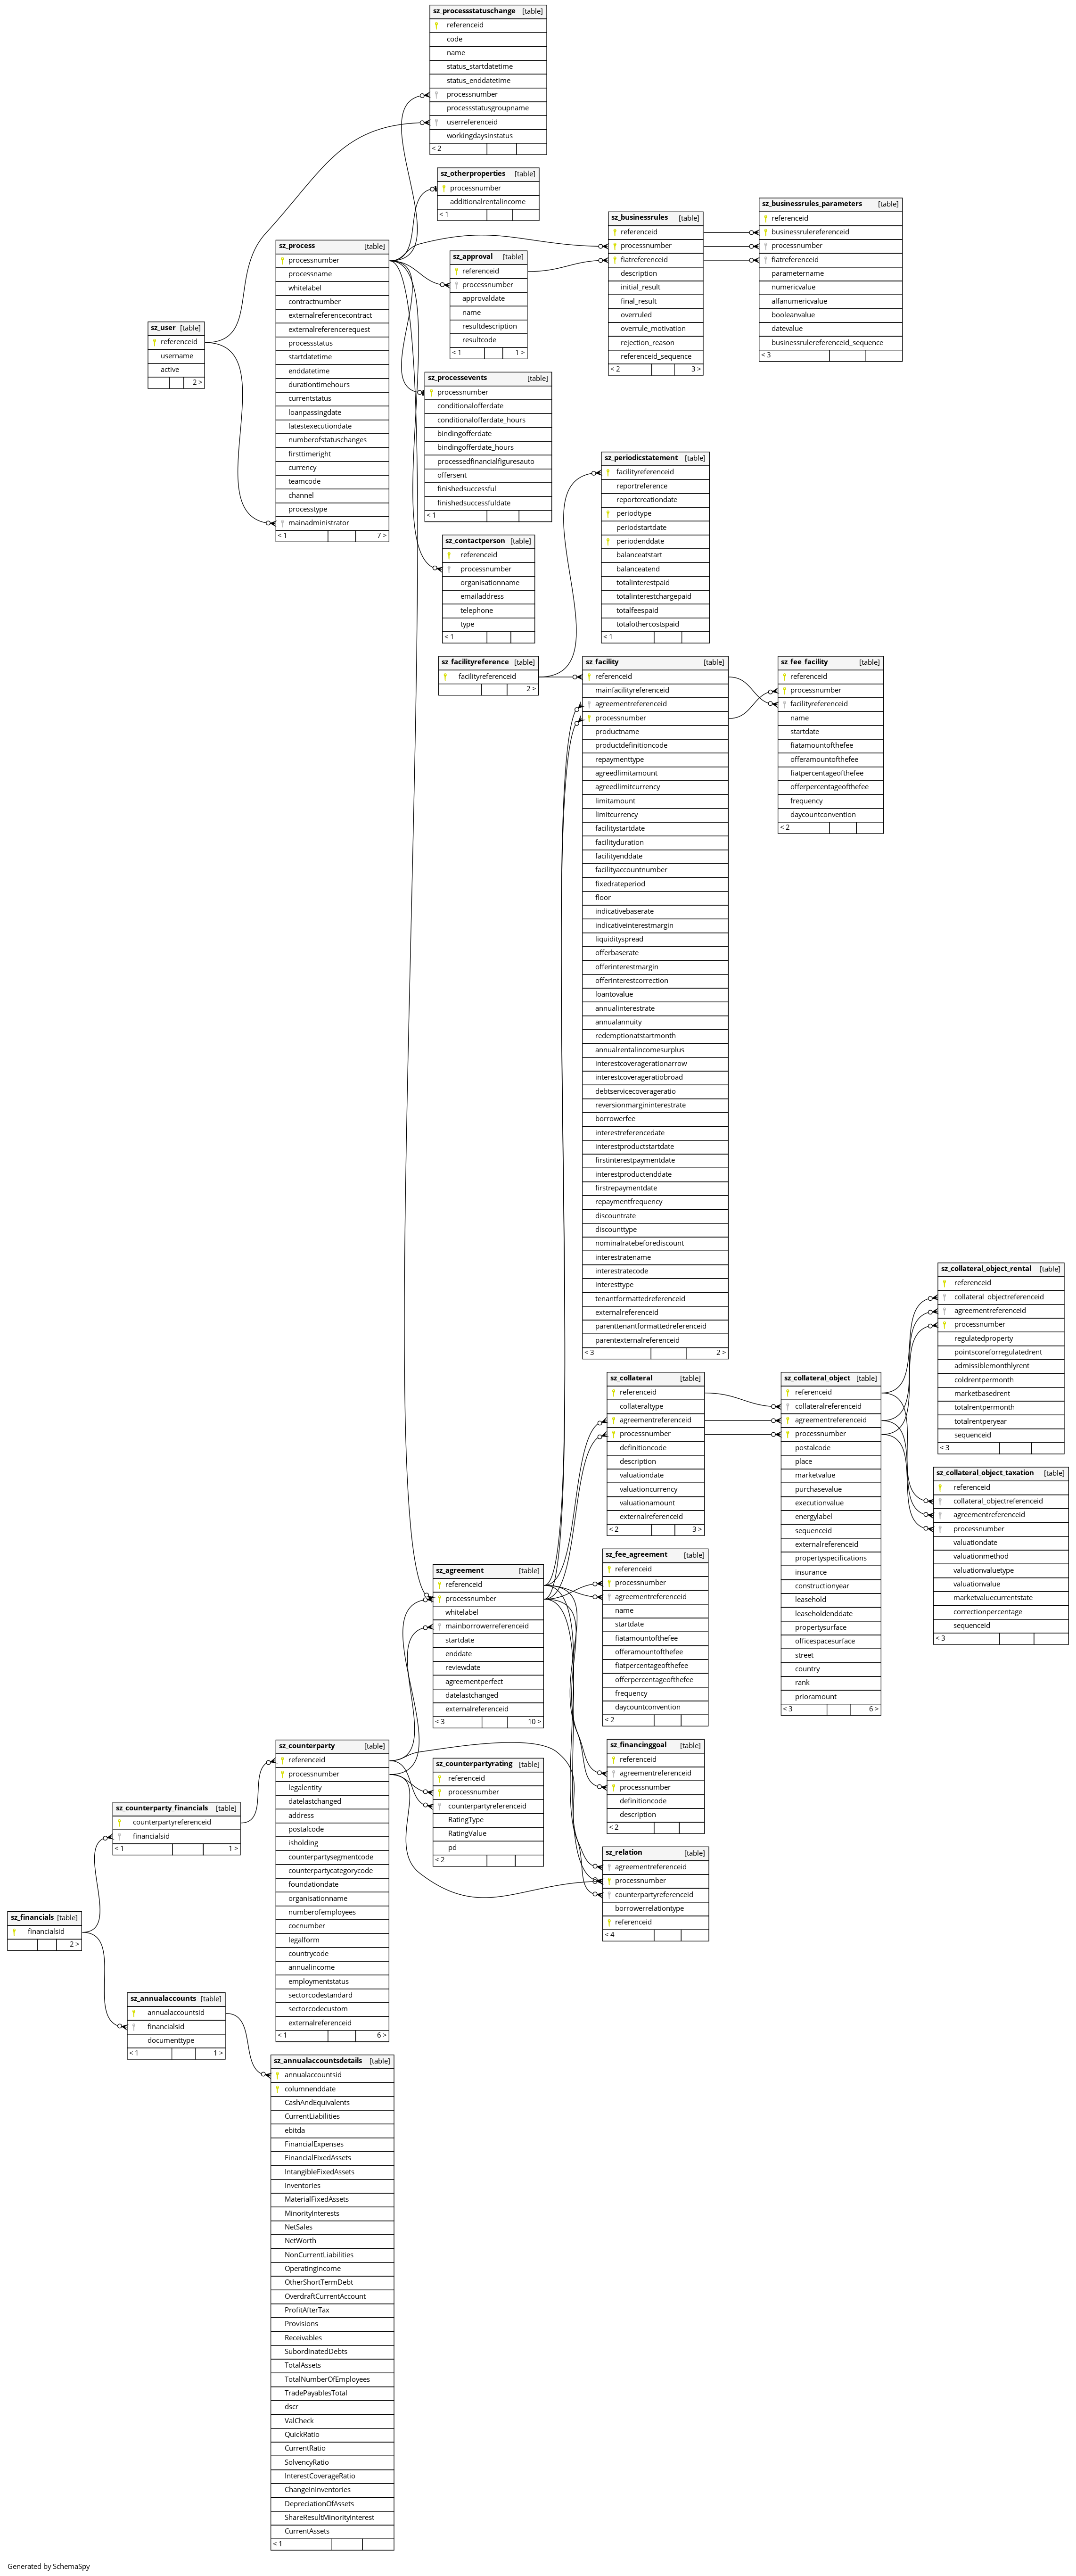 sz_processstatuschange [table]
referenceid
code
name
status_startdatetime
status_enddatetime
processnumber
processstatusgroupname
userreferenceid
workingdaysinstatus
< 2
sz_otherproperties [table]
processnumber
additionalrentalincome
< 1
sz_businessrules [table]
referenceid
processnumber
fiatreferenceid
description
initial_result
final_result
overruled
overrule_motivation
rejection_reason
referenceid_sequence
< 2 3 >
sz_businessrules_parameters [table]
referenceid
businessrulereferenceid
processnumber
fiatreferenceid
parametername
numericvalue
alfanumericvalue
booleanvalue
datevalue
businessrulereferenceid_sequence
< 3
sz_process [table]
processnumber
processname
whitelabel
contractnumber
externalreferencecontract
externalreferencerequest
processstatus
startdatetime
enddatetime
durationtimehours
currentstatus
loanpassingdate
latestexecutiondate
numberofstatuschanges
firsttimeright
currency
teamcode
channel
processtype
mainadministrator
< 1 7 >
sz_approval [table]
referenceid
processnumber
approvaldate
name
resultdescription
resultcode
< 1 1 >
sz_user [table]
referenceid
username
active
2 >
sz_processevents [table]
processnumber
conditionalofferdate
conditionalofferdate_hours
bindingofferdate
bindingofferdate_hours
processedfinancialfiguresauto
offersent
finishedsuccessful
finishedsuccessfuldate
< 1
sz_periodicstatement [table]
facilityreferenceid
reportreference
reportcreationdate
periodtype
periodstartdate
periodenddate
balanceatstart
balanceatend
totalinterestpaid
totalinterestchargepaid
totalfeespaid
totalothercostspaid
< 1
sz_contactperson [table]
referenceid
processnumber
organisationname
emailaddress
telephone
type
< 1
sz_facilityreference [table]
facilityreferenceid
2 >
sz_facility [table]
referenceid
mainfacilityreferenceid
agreementreferenceid
processnumber
productname
productdefinitioncode
repaymenttype
agreedlimitamount
agreedlimitcurrency
limitamount
limitcurrency
facilitystartdate
facilityduration
facilityenddate
facilityaccountnumber
fixedrateperiod
floor
indicativebaserate
indicativeinterestmargin
liquidityspread
offerbaserate
offerinterestmargin
offerinterestcorrection
loantovalue
annualinterestrate
annualannuity
redemptionatstartmonth
annualrentalincomesurplus
interestcoverageratinarrow
interestcoverageratiobroad
debtservicecoverageratio
reversionmargininterestrate
borrowerfee
interestreferencedate
interestproductstartdate
firstinterestpaymentdate
interestproductenddate
firstrepaymentdate
repaymentfrequency
discountrate
discounttype
nominalratebeforediscount
interestratename
interestratecode
interesttype
tenantformattedreferenceid
externalreferenceid
parenttenantformattedreferenceid
parentexternalreferenceid
< 3 2 >
sz_fee_facility [table]
referenceid
processnumber
facilityreferenceid
name
startdate
fiatamountofthefee
offeramountofthefee
fiatpercentageofthefee
offerpercentageofthefee
frequency
daycountconvention
< 2
sz_collateral_object_rental [table]
referenceid
collateral_objectreferenceid
agreementreferenceid
processnumber
regulatedproperty
pointscoreforregulatedrent
admissiblemonthlyrent
coldrentpermonth
marketbasedrent
totalrentpermonth
totalrentperyear
sequenceid
< 3
sz_collateral [table]
referenceid
collateraltype
agreementreferenceid
processnumber
definitioncode
description
valuationdate
valuationcurrency
valuationamount
externalreferenceid
< 2 3 >
sz_collateral_object [table]
referenceid
collateralreferenceid
agreementreferenceid
processnumber
postalcode
place
marketvalue
purchasevalue
executionvalue
energylabel
sequenceid
externalreferenceid
propertyspecifications
insurance
constructionyear
leasehold
leaseholdenddate
propertysurface
officespacesurface
street
country
rank
prioramount
< 3 6 >
sz_collateral_object_taxation [table]
referenceid
collateral_objectreferenceid
agreementreferenceid
processnumber
valuationdate
valuationmethod
valuationvaluetype
valuationvalue
marketvaluecurrentstate
correctionpercentage
sequenceid
< 3
sz_agreement [table]
referenceid
processnumber
whitelabel
mainborrowerreferenceid
startdate
enddate
reviewdate
agreementperfect
datelastchanged
externalreferenceid
< 3 10 >
sz_fee_agreement [table]
referenceid
processnumber
agreementreferenceid
name
startdate
fiatamountofthefee
offeramountofthefee
fiatpercentageofthefee
offerpercentageofthefee
frequency
daycountconvention
< 2
sz_financinggoal [table]
referenceid
agreementreferenceid
processnumber
definitioncode
description
< 2
sz_counterparty [table]
referenceid
processnumber
legalentity
datelastchanged
address
postalcode
isholding
counterpartysegmentcode
counterpartycategorycode
foundationdate
organisationname
numberofemployees
cocnumber
legalform
countrycode
annualincome
employmentstatus
sectorcodestandard
sectorcodecustom
externalreferenceid
< 1 6 >
sz_counterpartyrating [table]
referenceid
processnumber
counterpartyreferenceid
RatingType
RatingValue
pd
< 2
sz_counterparty_financials [table]
counterpartyreferenceid
financialsid
< 1 1 >
sz_relation [table]
agreementreferenceid
processnumber
counterpartyreferenceid
borrowerrelationtype
referenceid
< 4
sz_financials [table]
financialsid
2 >
sz_annualaccounts [table]
annualaccountsid
financialsid
documenttype
< 1 1 >
sz_annualaccountsdetails [table]
annualaccountsid
columnenddate
CashAndEquivalents
CurrentLiabilities
ebitda
FinancialExpenses
FinancialFixedAssets
IntangibleFixedAssets
Inventories
MaterialFixedAssets
MinorityInterests
NetSales
NetWorth
NonCurrentLiabilities
OperatingIncome
OtherShortTermDebt
OverdraftCurrentAccount
ProfitAfterTax
Provisions
Receivables
SubordinatedDebts
TotalAssets
TotalNumberOfEmployees
TradePayablesTotal
dscr
ValCheck
QuickRatio
CurrentRatio
SolvencyRatio
InterestCoverageRatio
ChangeInInventories
DepreciationOfAssets
ShareResultMinorityInterest
CurrentAssets
< 1
Generated by SchemaSpy